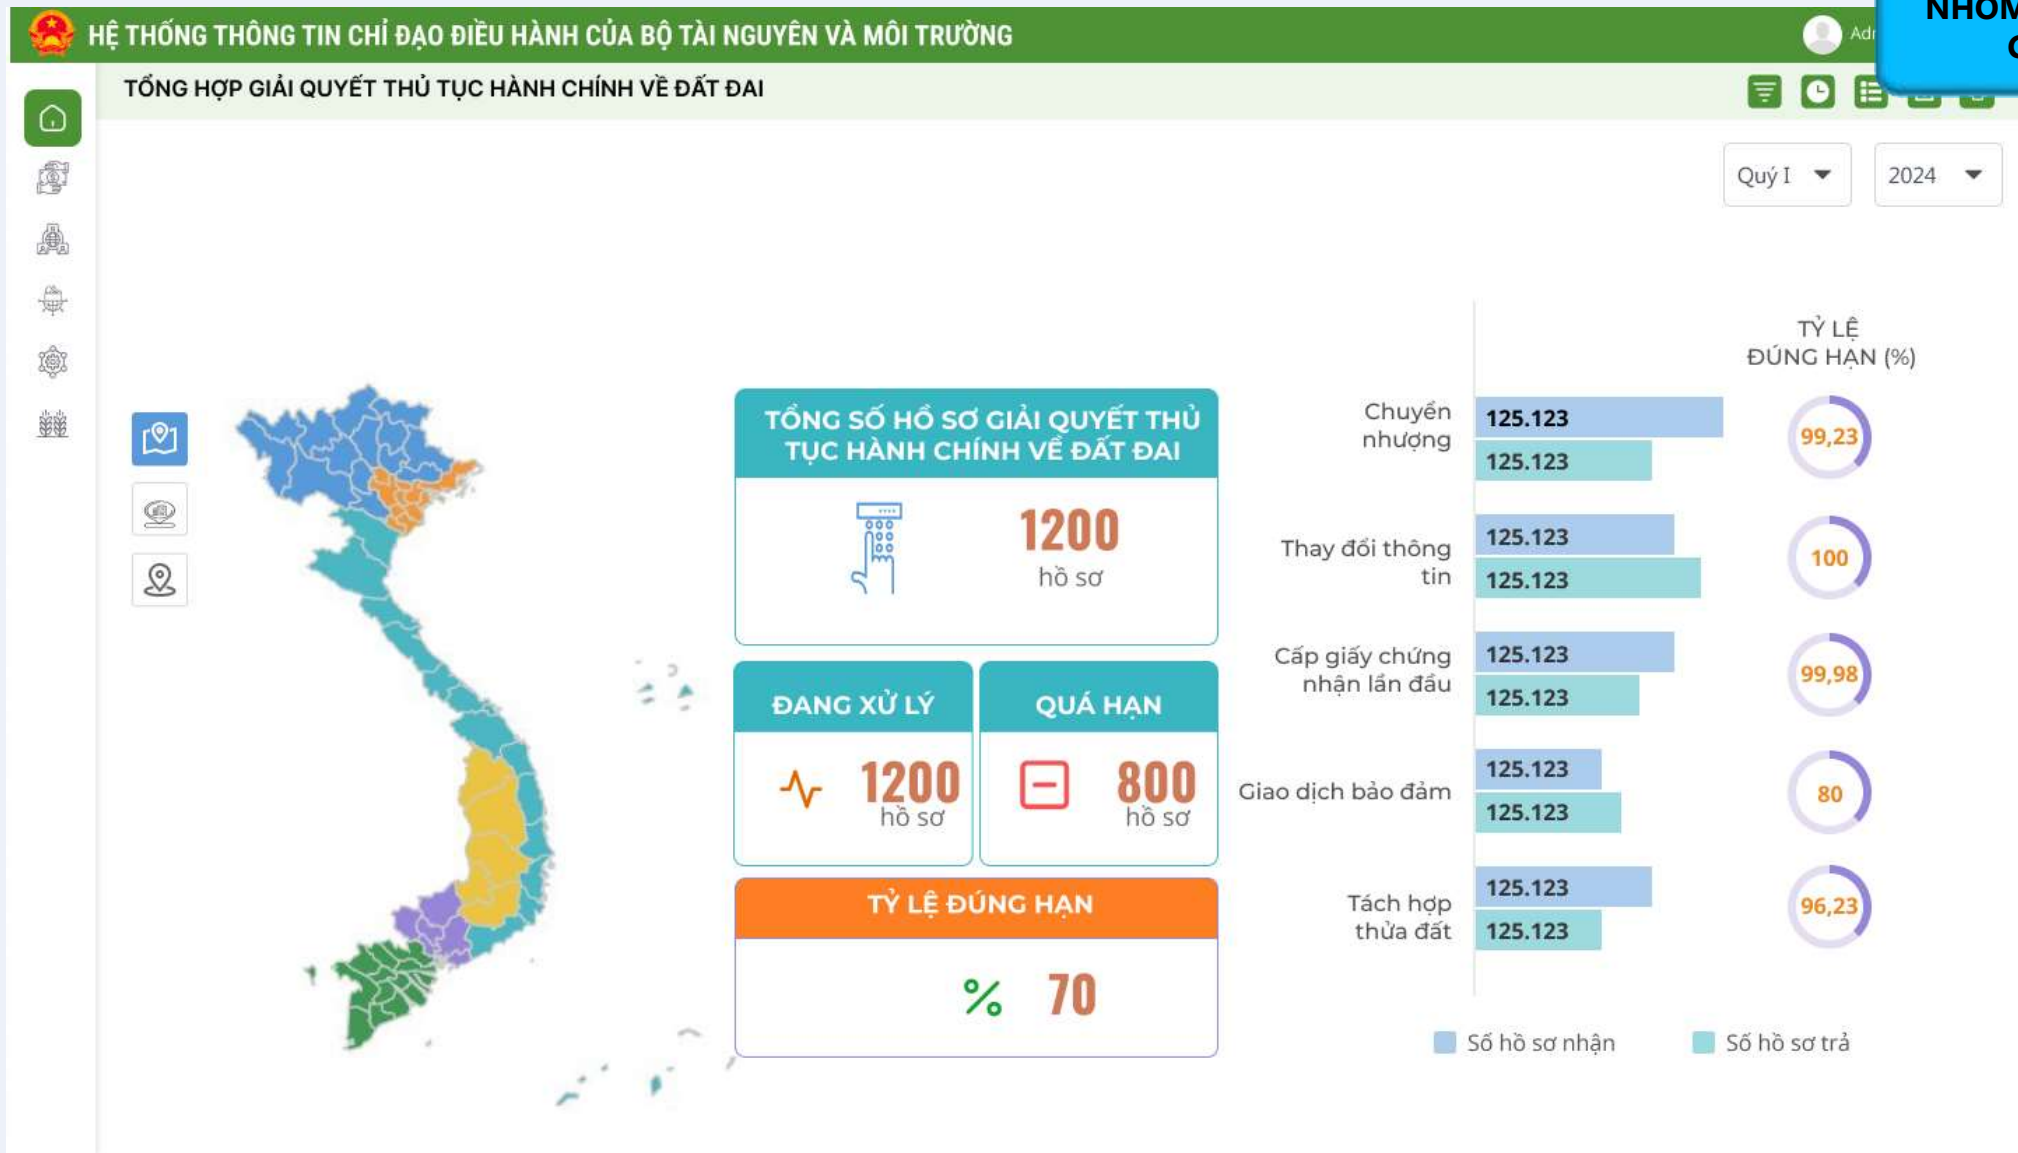 HỆ THỐNG THÔNG TIN CHỈ ĐẠO ĐIỀU HÀNH CỦA BỘ TÀI NGUYÊN VÀ MÔI TRƯỜNG
TỔNG HỢP GIẢI QUYẾT THỦ TỤC HÀNH CHÍNH VỀ ĐẤT ĐAI
Quý I
2024
TỔNG SỐ HỒ SƠ GIẢI QUYẾT THỦ
TỤC HÀNH CHÍNH VỀ ĐẤT ĐAI
1200
hồ sơ
ĐANG XỬ LÝ
1200
hồ sơ
QUÁ HẠN
800
hồ sơ
TỶ LỆ ĐÚNG HẠN
% 70
TỶ LỆ
ĐÚNG HẠN (%)
Chuyển
nhượng
125.123
125.123
99,23
Thay đổi thông
tin
125.123
125.123
100
Cấp giấy chứng
nhận lần đầu
125.123
125.123
99,98
Giao dịch bảo đảm
125.123
125.123
80
Tách hợp
thửa đất
125.123
125.123
96,23
Số hồ sơ nhận
Số hồ sơ trả